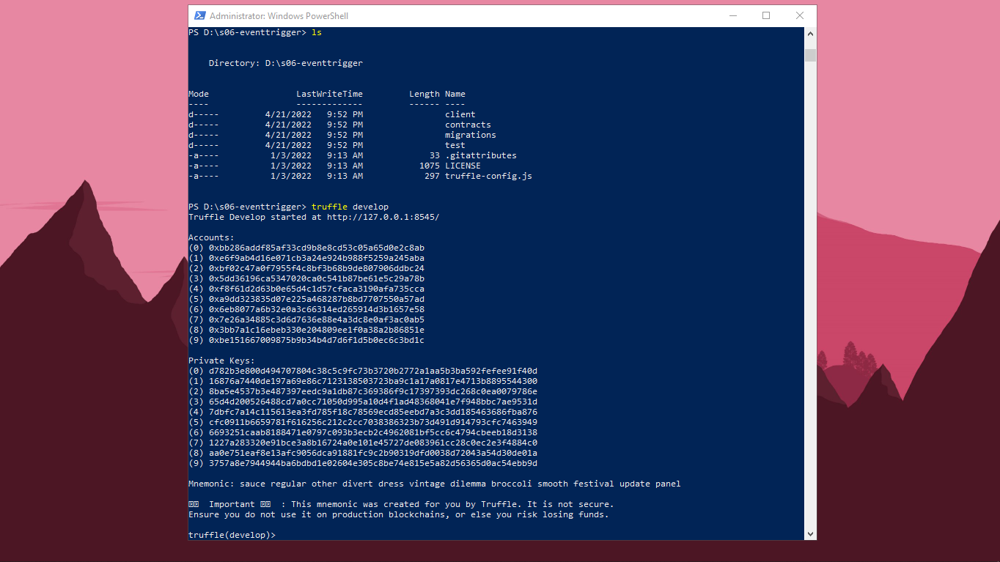 Administrator: Windows PowerShell
PS D:\s06-eventtrigger> ls
Directory: D:\s06-eventtrigger
Mode                 LastWriteTime         Length Name
----                 -------------         ------ ----
d-----         4/21/2022   9:52 PM                client
d-----         4/21/2022   9:52 PM                contracts
d-----         4/21/2022   9:52 PM                migrations
d-----         4/21/2022   9:52 PM                test
-a----          1/3/2022   9:13 AM             33 .gitattributes
-a----          1/3/2022   9:13 AM           1075 LICENSE
-a----          1/3/2022   9:13 AM            297 truffle-config.js
PS D:\s06-eventtrigger> truffle develop
Truffle Develop started at http://127.0.0.1:8545/
Accounts:
(0) 0xbb286addf85af33cd9b8e8cd53c05a65d0e2c8ab
(1) 0xe6f9ab4d16e071cb3a24e924b988f5259a245aba
(2) 0xbf02c47a0f7955f4c8bf3b68b9de807906ddbc24
(3) 0x5dd36196ca5347020ca0c541b87be61e5c29a78b
(4) 0xf8f61d2d63b0e65d4c1d57cfaca3190afa735cca
(5) 0xa9dd323835d07e225a468287b8bd7707550a57ad
(6) 0x6eb8077a6b32e0a3c66314ed265914d3b1657e58
(7) 0x7e26a34885c3d6d7636e88e4a3dc8e0af3ac0ab5
(8) 0x3bb7a1c16ebeb330e204809ee1f0a38a2b86851e
(9) 0xbe151667009875b9b34b4d7d6f1d5b0ec6c3bd1c
Private Keys:
(0) d782b3e800d494707804c38c5c9fc73b3720b2772a1aa5b3ba592fefee91f40d
(1) 16876a7440de197a69e86c7123138503723ba9c1a17a0817e4713b8895544300
(2) 8ba5e4537b3e487397eedc9a1db87c369386f9c17397393dc268c0ea0079786e
(3) 65d4d200526488cd7a0cc71050d995a10d4f1ad48368041e7f948bbc7ae9531d
(4) 7dbfc7a14c115613ea3fd785f18c78569ecd85eebd7a3c3dd185463686fba876
(5) cfc0911b6659781f616256c212c2cc7038386323b73d491d914793cfc7463949
(6) 6693251caab8188471e0797c093b3ecb2c4962081bf5cc6c4794cbeeb18d3138
(7) 1227a283320e91bce3a8b16724a0e101e45727de083961cc28c0ec2e3f4884c0
(8) aa0e751eaf8e13afc9056dca91881fc9c2b90319dfd0038d72043a54d30de01a
(9) 3757a8e7944944ba6bdbd1e02604e305c8be74e815e5a82d56365d0ac54ebb9d
Mnemonic: sauce regular other divert dress vintage dilemma broccoli smooth festival update panel
Important : This mnemonic was created for you by Truffle. It is not secure.
Ensure you do not use it on production blockchains, or else you risk losing funds.
truffle(develop)>